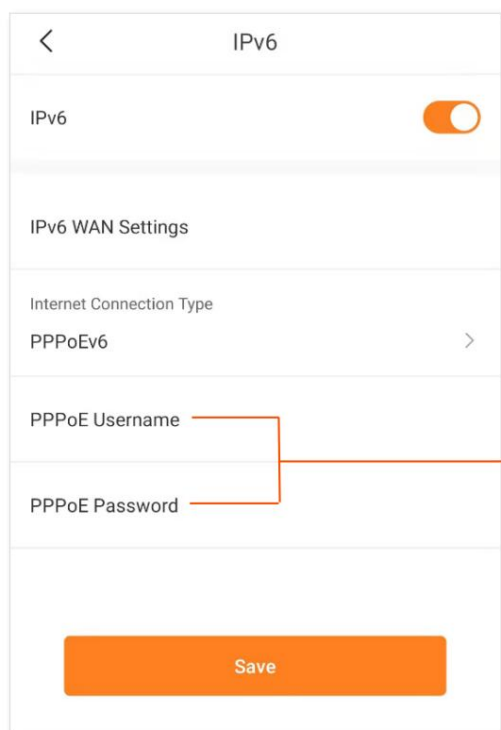 IPv6
IPv6
IPv6 WAN Settings
Internet Connection Type
PPPoEv6
PPPoE Username
PPPoE Password
Save